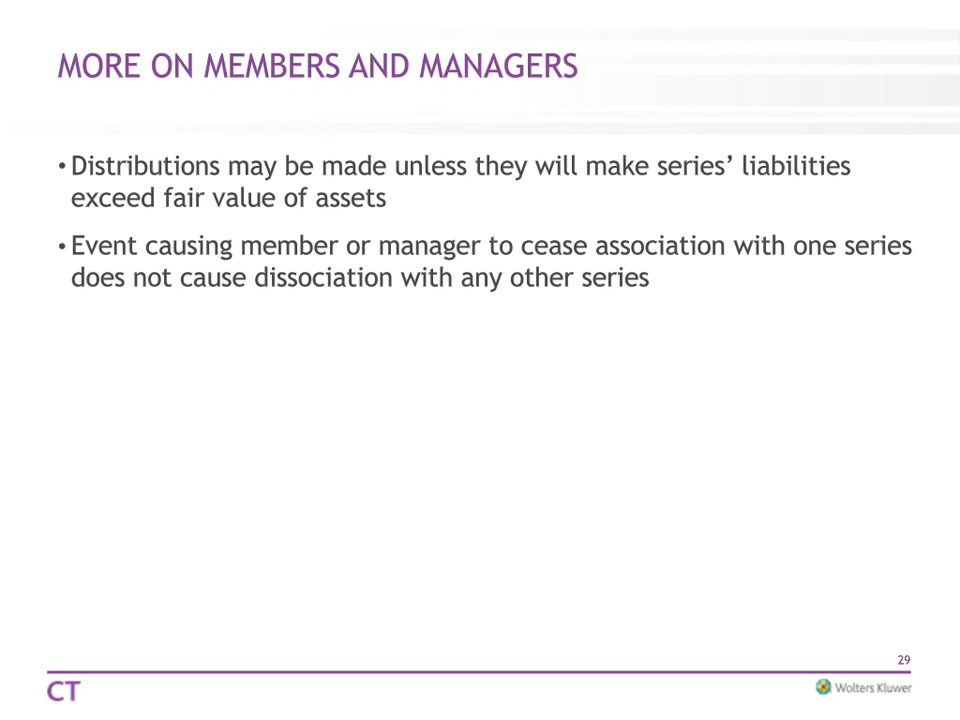 MORE ON MEMBERS AND MANAGERS
• Distributions may be made unless they will make series’ liabilities
exceed fair value of assets
• Event causing member or manager to cease association with one series
does not cause dissociation with any other series
29
CT
Wolters Kluwer